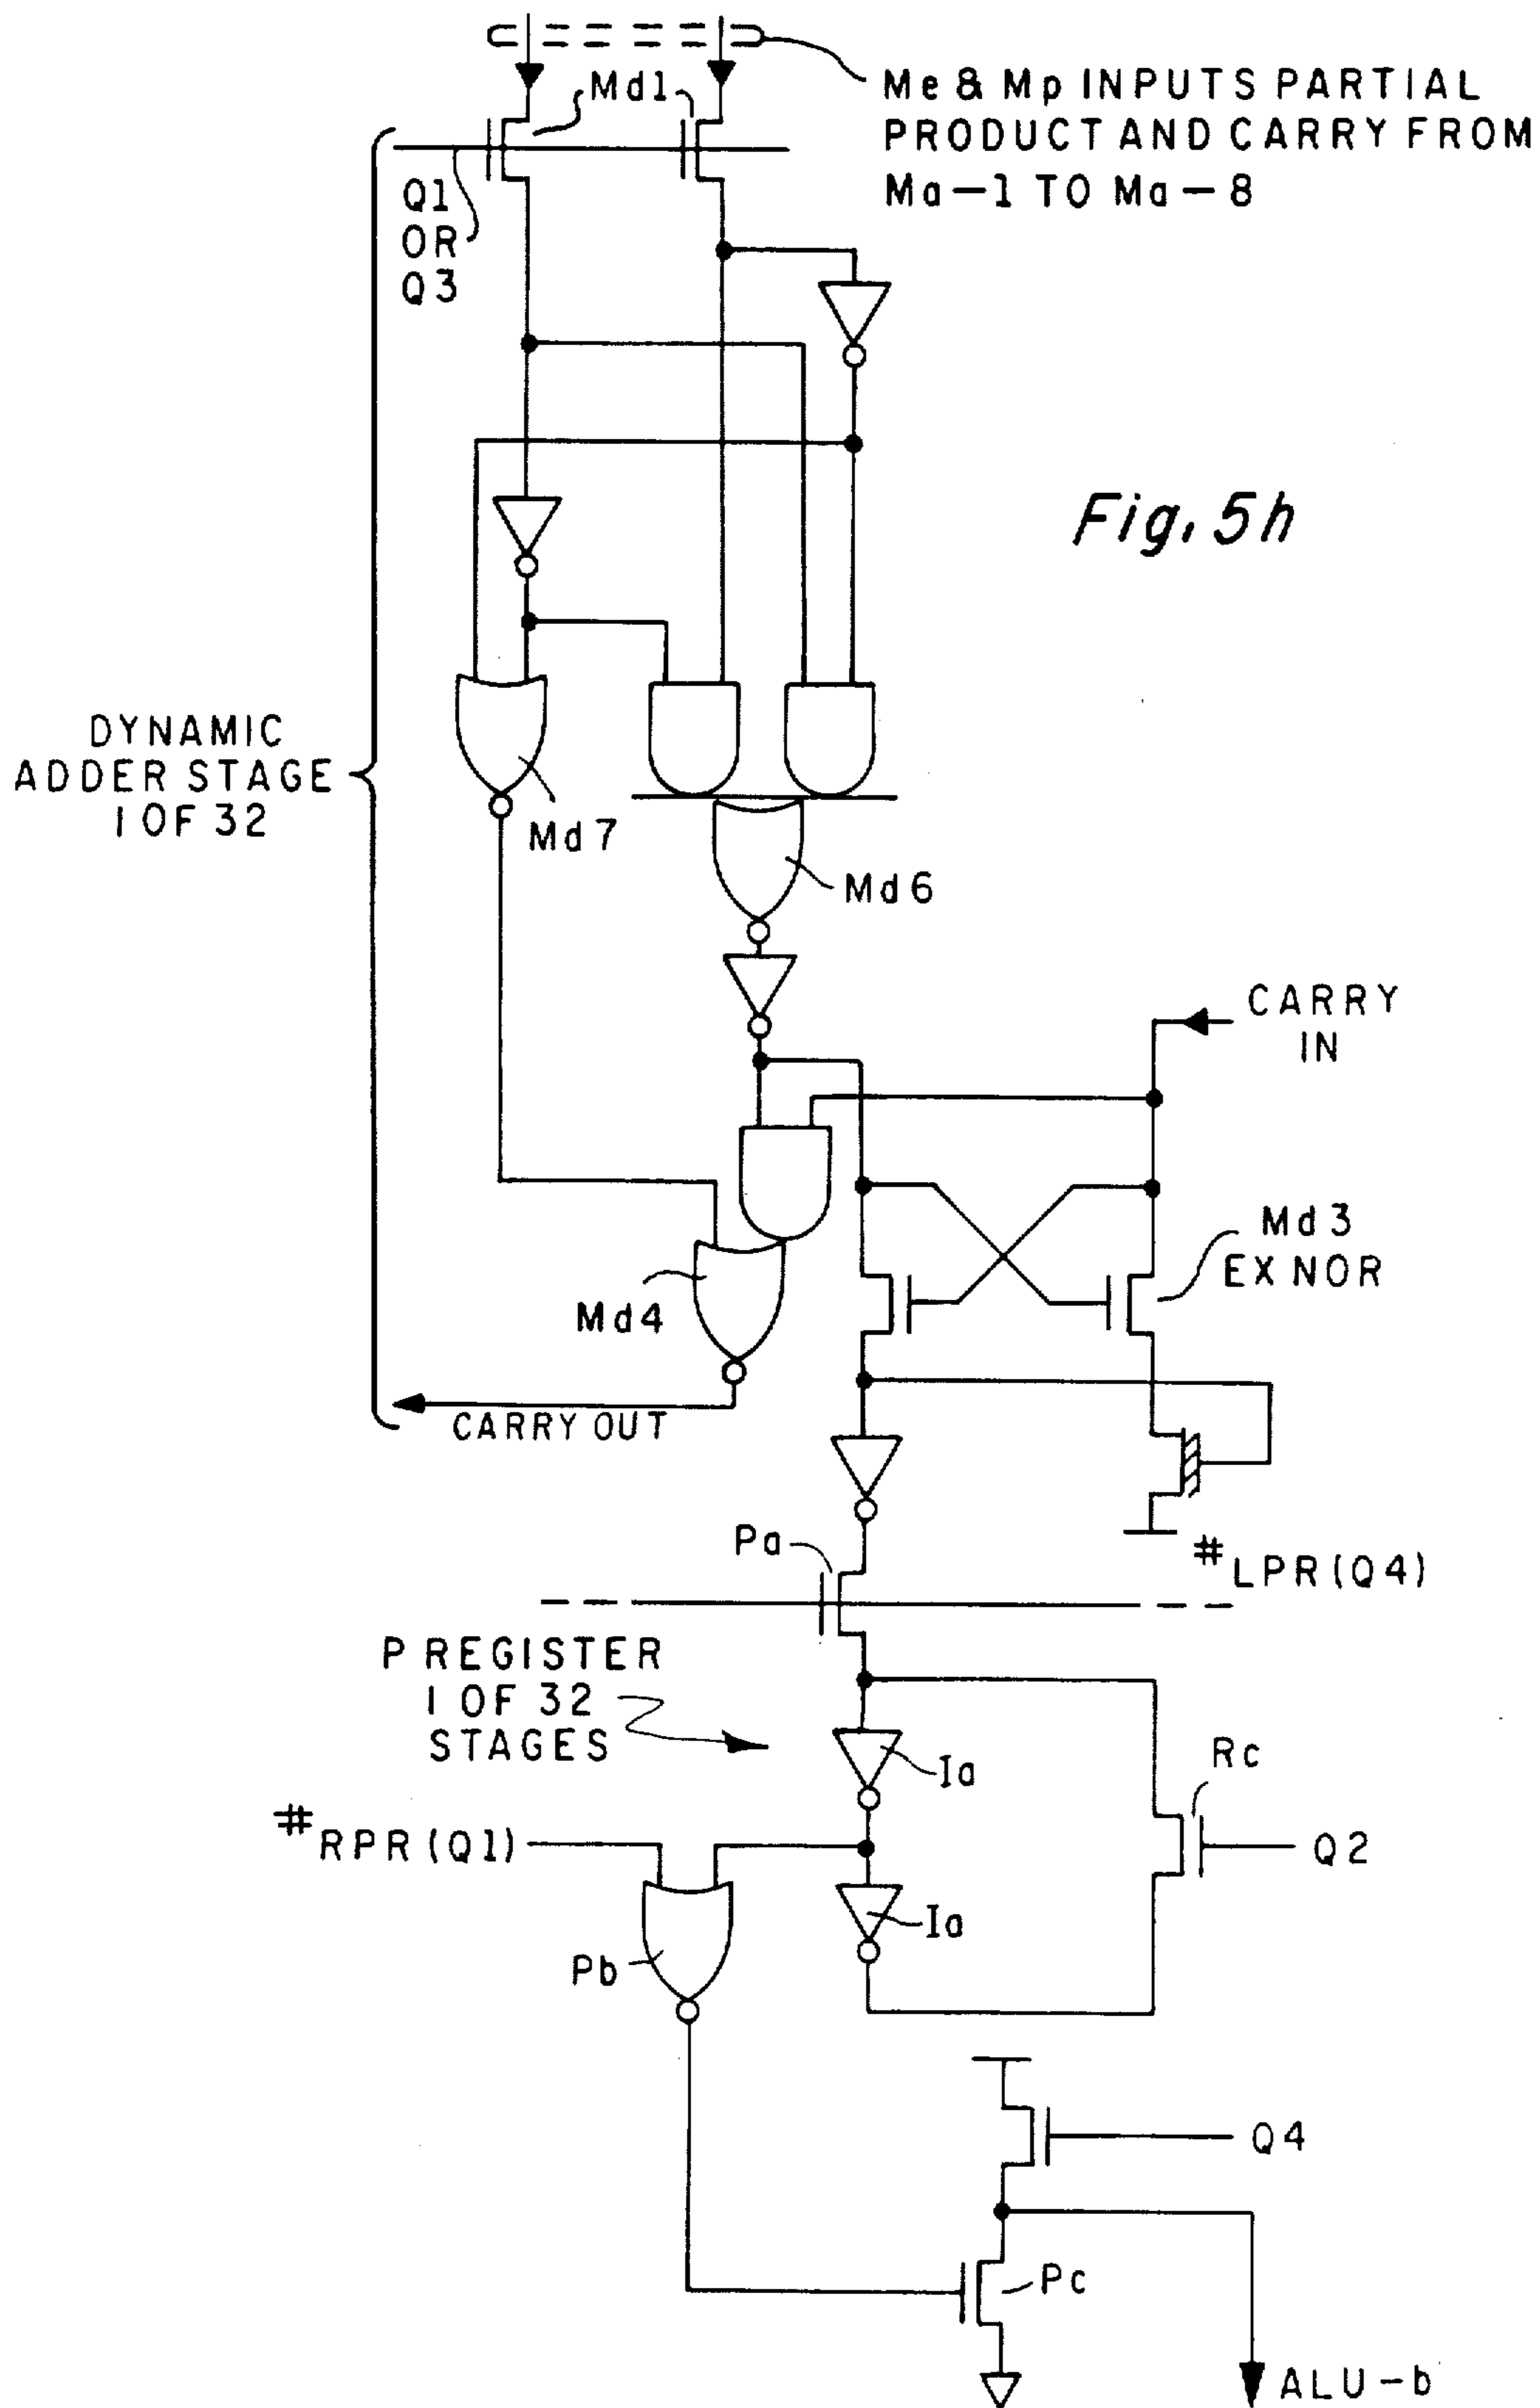 Md1
Me & Mp INPUTS PARTIAL
PRODUCT AND CARRY FROM
Ma-1 TO Ma-8
Q1
OR
Q3
Fig. 5h
DYNAMIC
ADDER STAGE
1 OF 32
Md7
Md6
CARRY
IN
Md3
EX NOR
Md4
CARRY OUT
Pa
#LPR(Q4)
P REGISTER
1 OF 32
STAGES
Ia
Rc
#RPR(Q1)
Q2
Ia
Pb
Q4
Pc
ALU-b